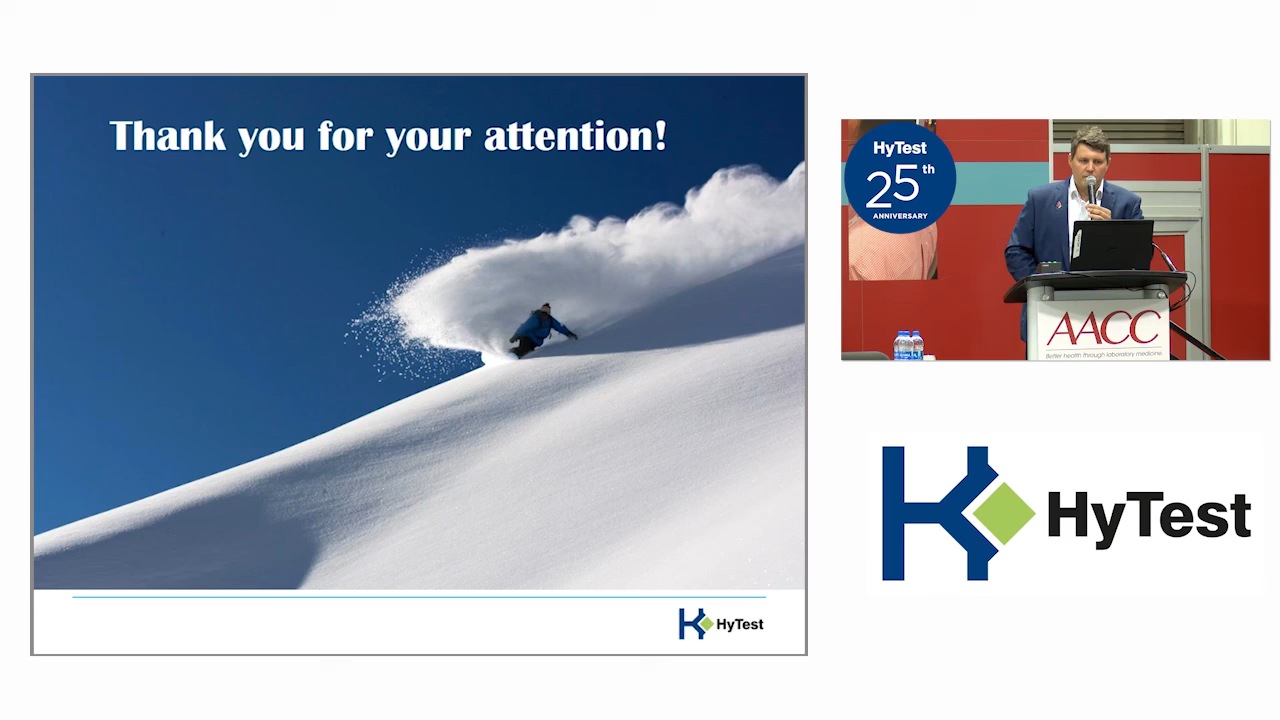 Thank you for your attention!
HyTest
HyTest
25th
ANNIVERSARY
AACC
Better health through laboratory medicine.
HyTest